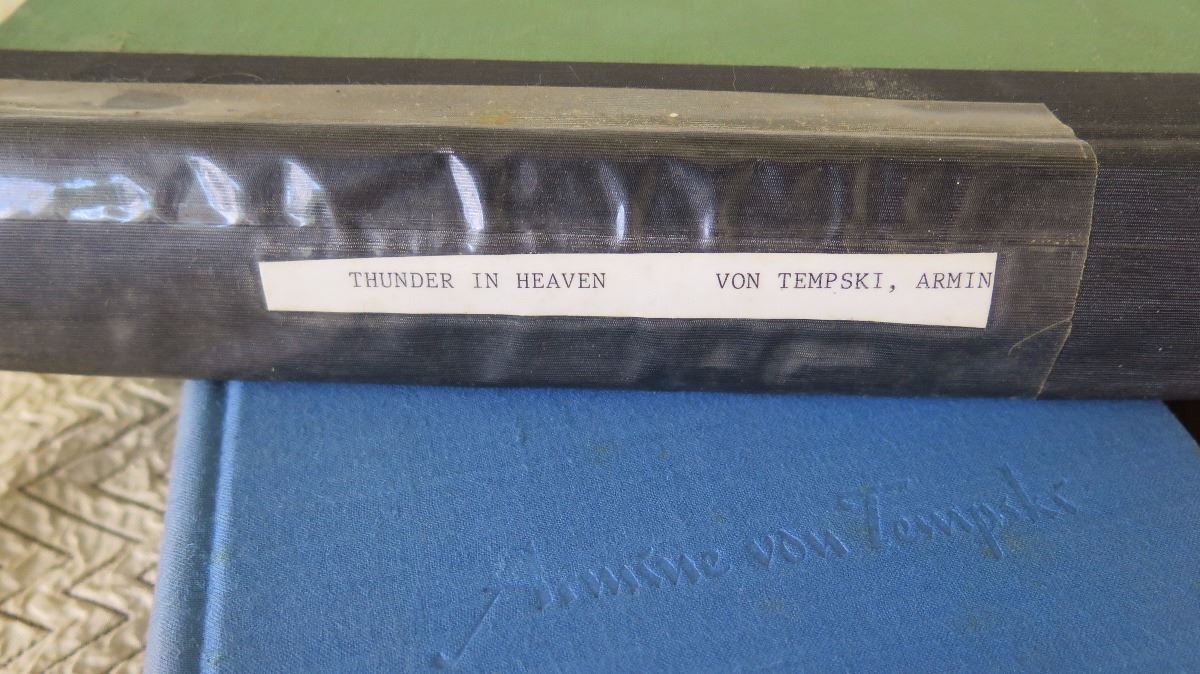 THUNDER IN HEAVEN VON TEMPSKI, ARMIN
Armine von Tempski